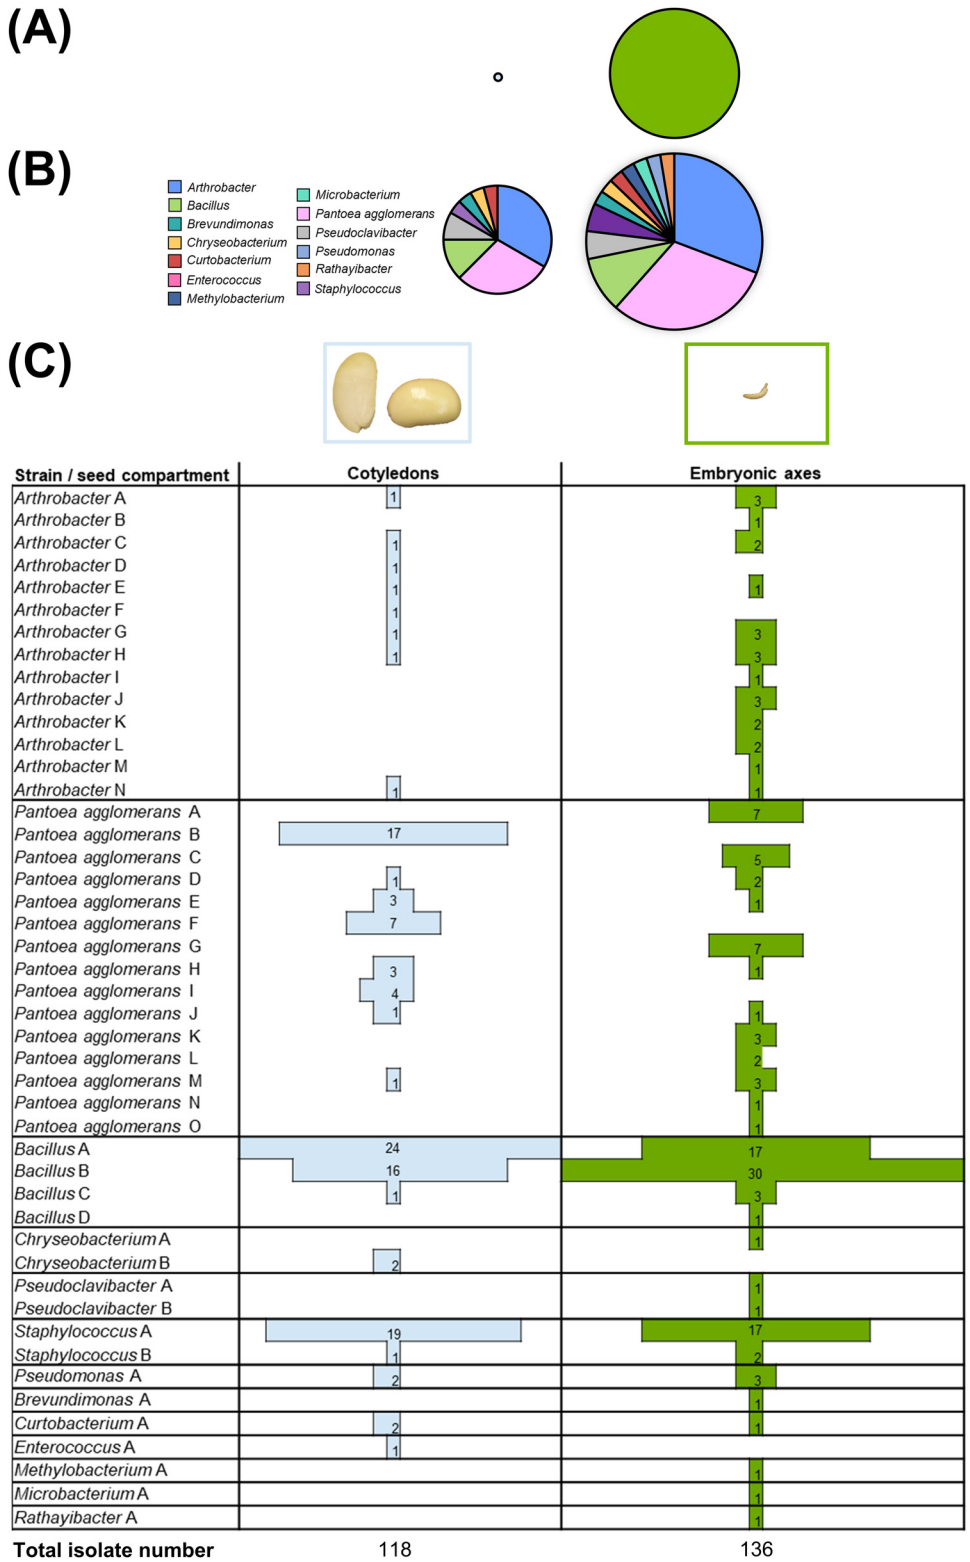 (A)
(B)
Arthrobacter
Bacillus
Brevundimonas
Chryseobacterium
Curtobacterium
Enterococcus
Methylobacterium
Microbacterium
Pantoea agglomerans
Pseudoclavibacter
Pseudomonas
Rathayibacter
Staphylococcus
(C)
Strain / seed compartment Cotyledons Embryonic axes
Arthrobacter A 1 3
Arthrobacter B 1
Arthrobacter C 1 2
Arthrobacter D 1
Arthrobacter E 1 1
Arthrobacter F 1
Arthrobacter G 1 3
Arthrobacter H 1 3
Arthrobacter I 1
Arthrobacter J 3
Arthrobacter K 2
Arthrobacter L 2
Arthrobacter M 1
Arthrobacter N 1 1
Pantoea agglomerans A 7
Pantoea agglomerans B 17
Pantoea agglomerans C 5
Pantoea agglomerans D 1 2
Pantoea agglomerans E 3 1
Pantoea agglomerans F 7
Pantoea agglomerans G 7
Pantoea agglomerans H 3 1
Pantoea agglomerans I 4
Pantoea agglomerans J 1 1
Pantoea agglomerans K 3
Pantoea agglomerans L 2
Pantoea agglomerans M 1 3
Pantoea agglomerans N 1
Pantoea agglomerans O 1
Bacillus A 24 17
Bacillus B 16 30
Bacillus C 1 3
Bacillus D 1
Chryseobacterium A 1
Chryseobacterium B 2
Pseudoclavibacter A 1
Pseudoclavibacter B 1
Staphylococcus A 19 17
Staphylococcus B 1 2
Pseudomonas A 2 3
Brevundimonas A 1
Curtobacterium A 2 1
Enterococcus A 1
Methylobacterium A 1
Microbacterium A 1
Rathayibacter A 1
Total isolate number 118 136